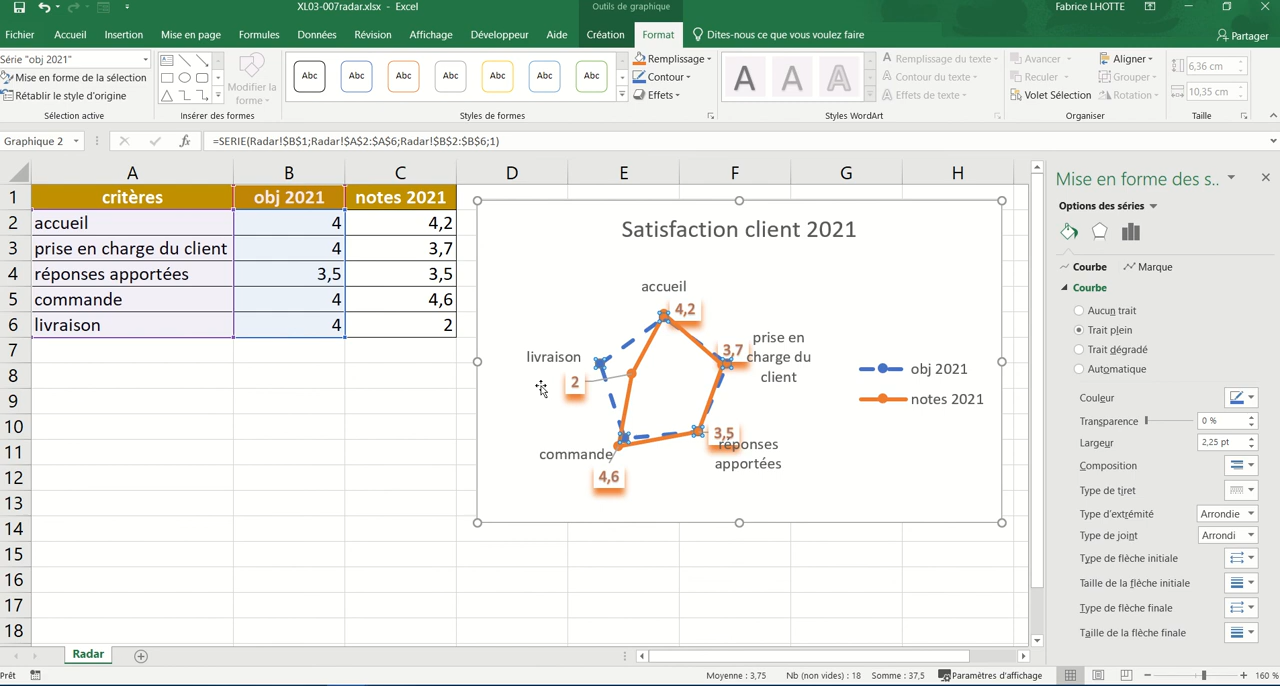 XL03-007radar.xlsx - Excel
Outils de graphique
Fabrice LHOTTE
Fichier Accueil Insertion Mise en page Formules Données Révision Affichage Développeur Aide Création Format Dites-nous ce que vous voulez faire
Partager
Série "obj 2021"
Mise en forme de la sélection
Rétablir le style d'origine
Sélection active
Modifier la forme
Insérer des formes
Abc Abc Abc Abc Abc Abc Abc
Remplissage
Contour
Effets
Styles de formes
A A A
Remplissage du texte
Contour du texte
Effets de texte
Styles WordArt
Avancer
Reculer
Volet Sélection
Aligner
Grouper
Rotation
Organiser
6,36 cm
10,35 cm
Taille
Graphique 2
fx
=SERIE(Radar!$B$1;Radar!$A$2:$A$6;Radar!$B$2:$B$6;1)
A B C D E F G H
1 critères obj 2021 notes 2021
2 accueil 4 4,2
3 prise en charge du client 4 3,7
4 réponses apportées 3,5 3,5
5 commande 4 4,6
6 livraison 4 2
7
8
9
10
11
12
13
14
15
16
17
18
Satisfaction client 2021
accueil
4,2
3,7
prise en
charge du
client
livraison
2
obj 2021
notes 2021
3,5
réponses
apportées
commande
4,6
Mise en forme des s..
Options des séries
Courbe Marque
Courbe
Aucun trait
Trait plein
Trait dégradé
Automatique
Couleur
Transparence 0 %
Largeur 2,25 pt
Composition
Type de tiret
Type d'extrémité Arrondie
Type de joint Arrondi
Type de flèche initiale
Taille de la flèche initiale
Type de flèche finale
Taille de la flèche finale
Radar
Prêt
Moyenne : 3,75 Nb (non vides) : 18 Somme : 37,5 Paramètres d'affichage 160 %